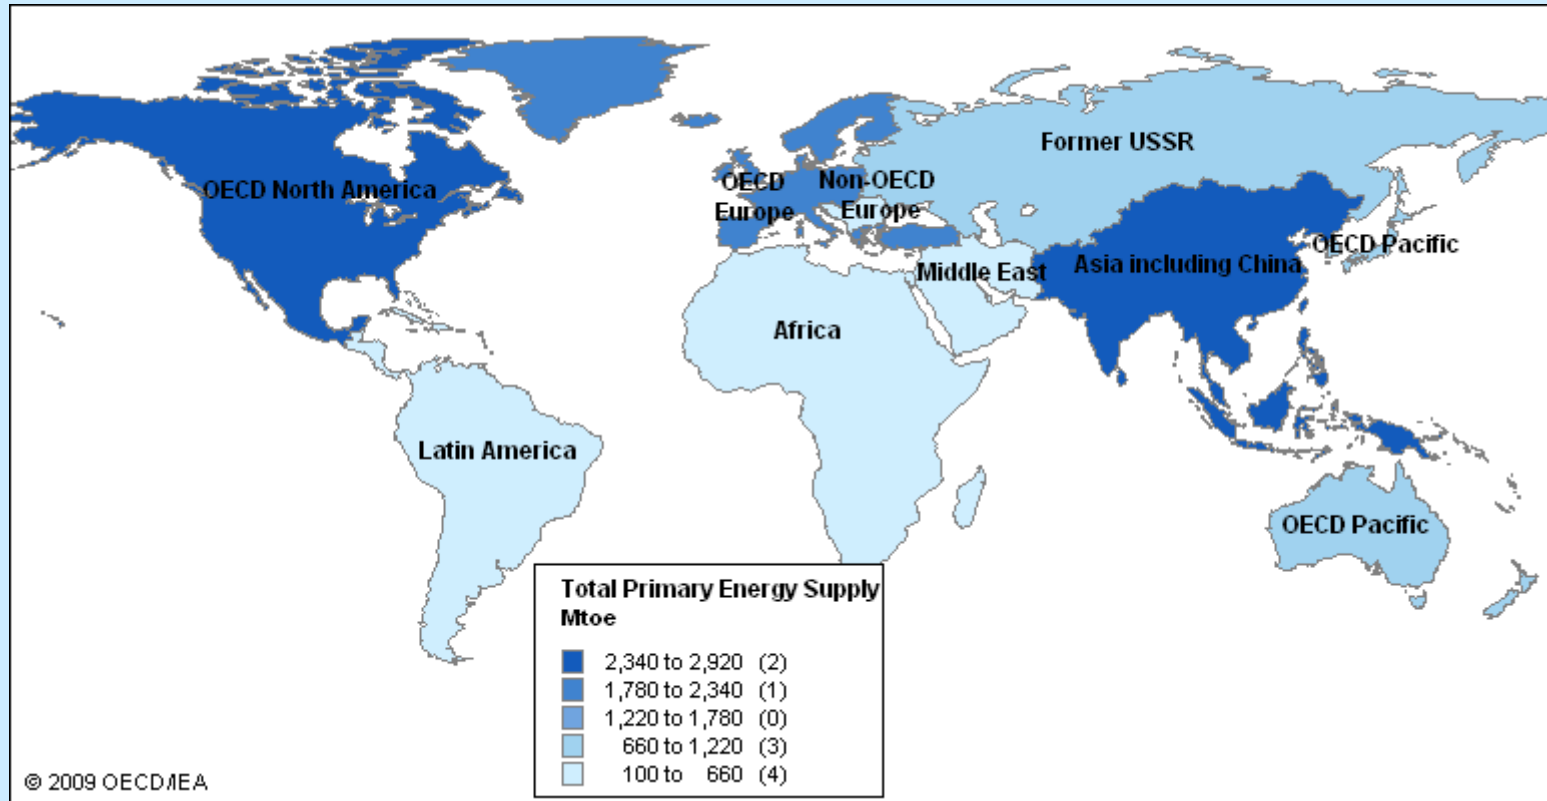 Former USSR
OECD North America
OECD
Europe
Non-OECD
Europe
OECD Pacific
Middle East
Asia including China
Africa
Latin America
OECD Pacific
Total Primary Energy Supply
Mtoe
2,340 to 2,920 (2)
1,780 to 2,340 (1)
1,220 to 1,780 (0)
660 to 1,220 (3)
100 to 660 (4)
© 2009 OECD/IEA